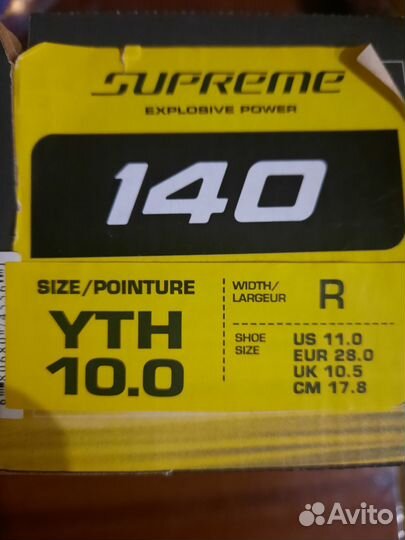 SUPREME
EXPLOSIVE POWER
140
SIZE/POINTURE
YTH
10.0
WIDTH/
LARGEUR
R
SHOE
SIZE
US 11.0
EUR 28.0
UK 10.5
CM 17.8
Avito